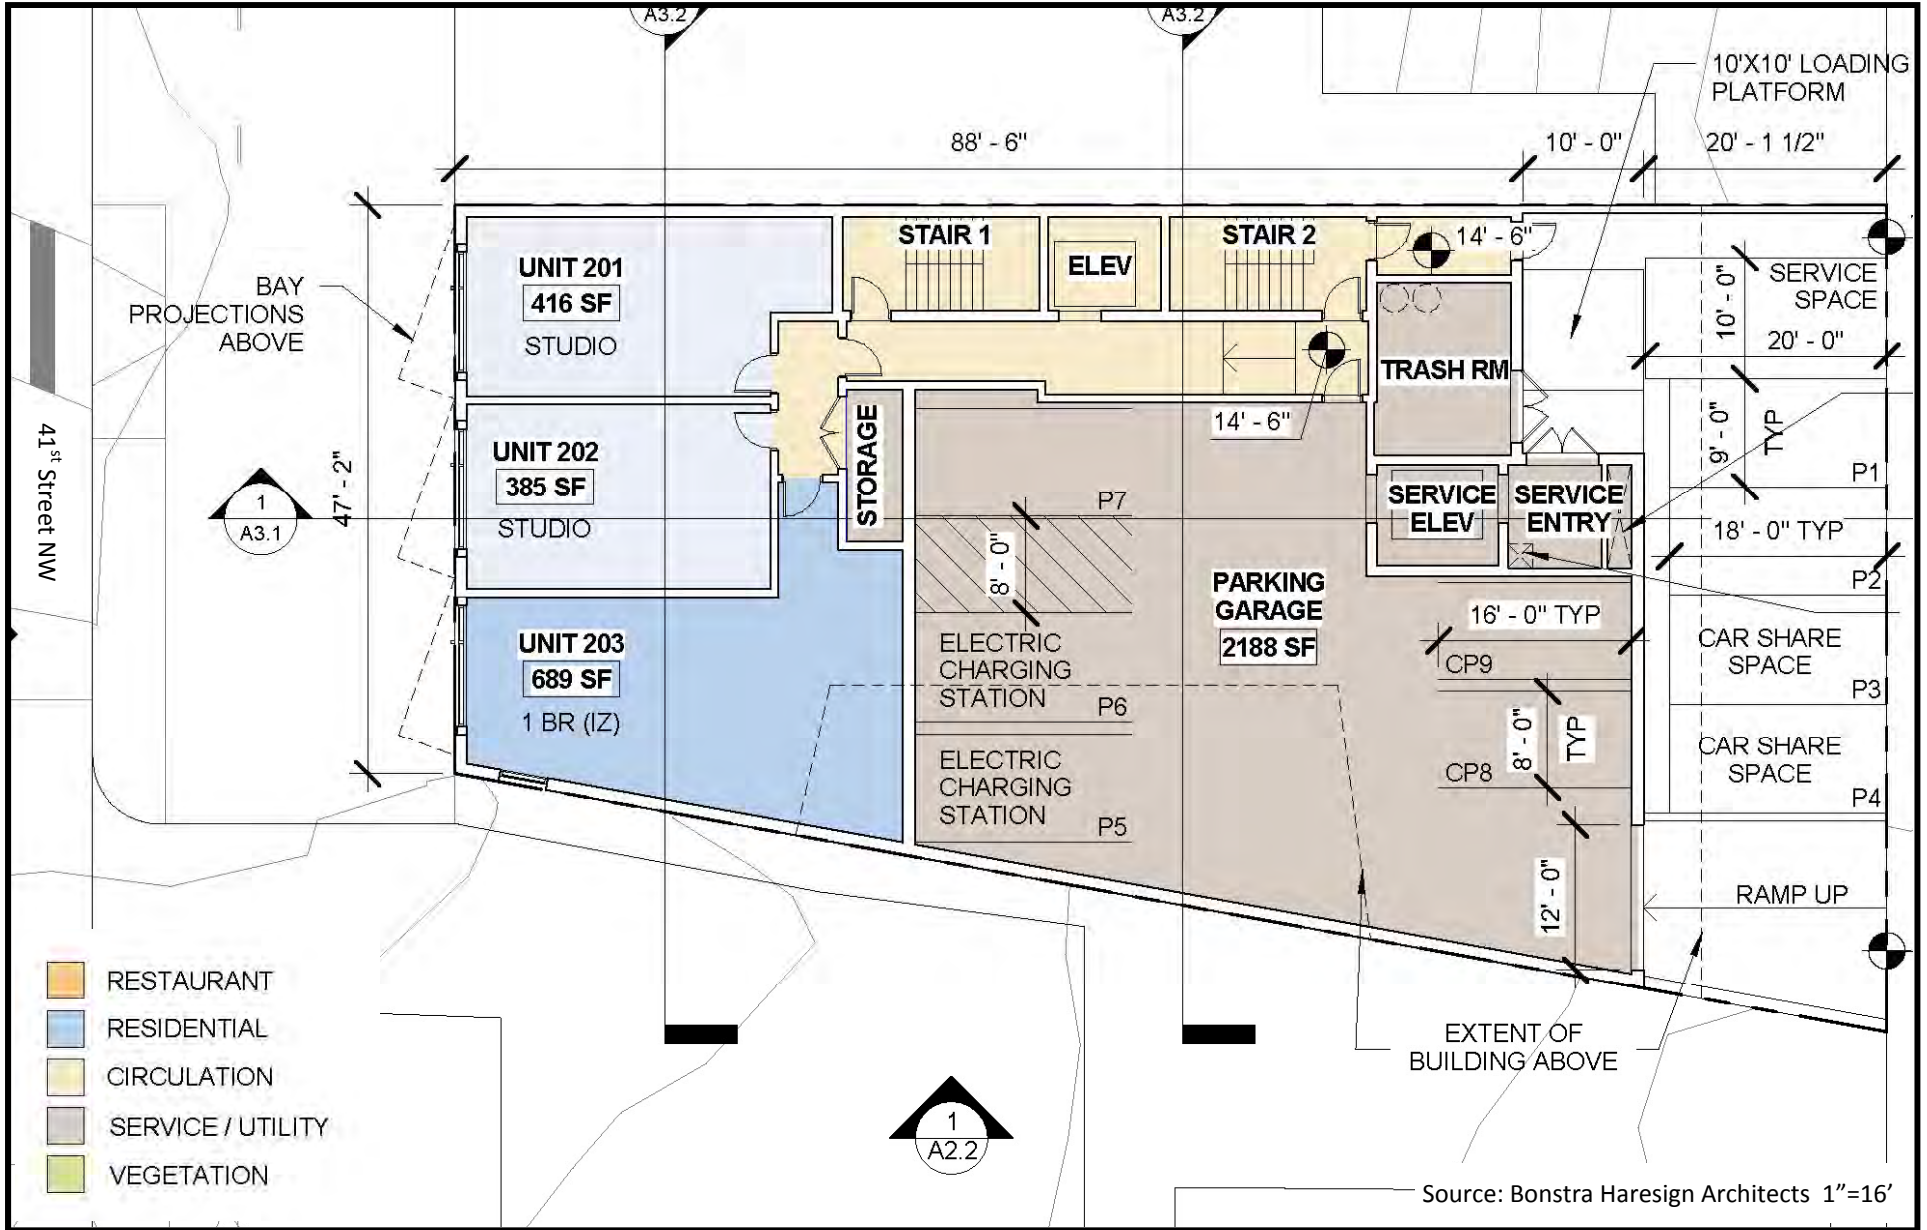 A3.2
A3.2
10'X10' LOADING
PLATFORM
88' - 6"
10' - 0"
20' - 1 1/2"
STAIR 1
ELEV
STAIR 2
14' - 6"
UNIT 201
416 SF
STUDIO
BAY
PROJECTIONS
ABOVE
SERVICE
SPACE
10' - 0"
20' - 0"
TRASH RM
14' - 6"
9' - 0"
TYP
P1
41st Street NW
47' - 2"
1
A3.1
UNIT 202
385 SF
STUDIO
STORAGE
P7
8' - 0"
SERVICE
ELEV
SERVICE
ENTRY
18' - 0" TYP
P2
PARKING
GARAGE
2188 SF
16' - 0" TYP
CP9
UNIT 203
689 SF
1 BR (IZ)
ELECTRIC
CHARGING
STATION
P6
CAR SHARE
SPACE
P3
8' - 0"
TYP
CP8
ELECTRIC
CHARGING
STATION
P5
CAR SHARE
SPACE
P4
12' - 0"
RAMP UP
EXTENT OF
BUILDING ABOVE
RESTAURANT
RESIDENTIAL
CIRCULATION
SERVICE / UTILITY
VEGETATION
1
A2.2
Source: Bonstra Haresign Architects 1”=16’